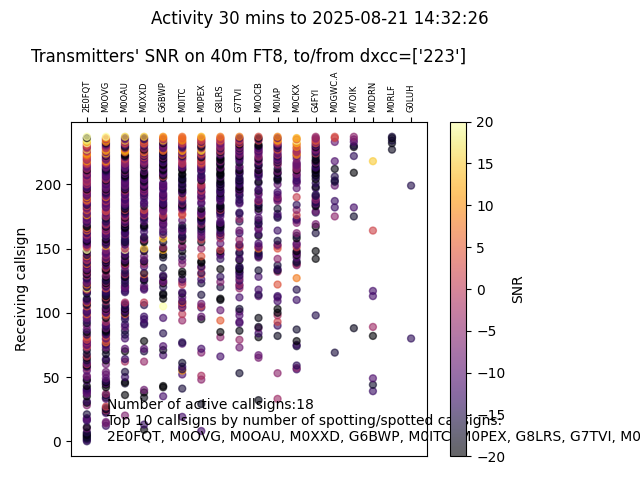 Activity 30 mins to 2025-08-21 14:32:26
Transmitters' SNR on 40m FT8, to/from dxcc=['223']
2E0FQT M0OVG M0OAU M0XXD G6BWP M0ITC M0PEX G8LRS G7TVI M0OCB M0IAP M0CKX G4FYI M0GWC.A M7OIK M0DRN M0RLF G0LUH
200
150
100
50
0
Receiving callsign
20
15
10
5
0
−5
−10
−15
−20
SNR
Number of active callsigns:18
Top 10 callsigns by number of spotting/spotted callsigns:
2E0FQT, M0OVG, M0OAU, M0XXD, G6BWP, M0ITC, M0PEX, G8LRS, G7TVI, M0